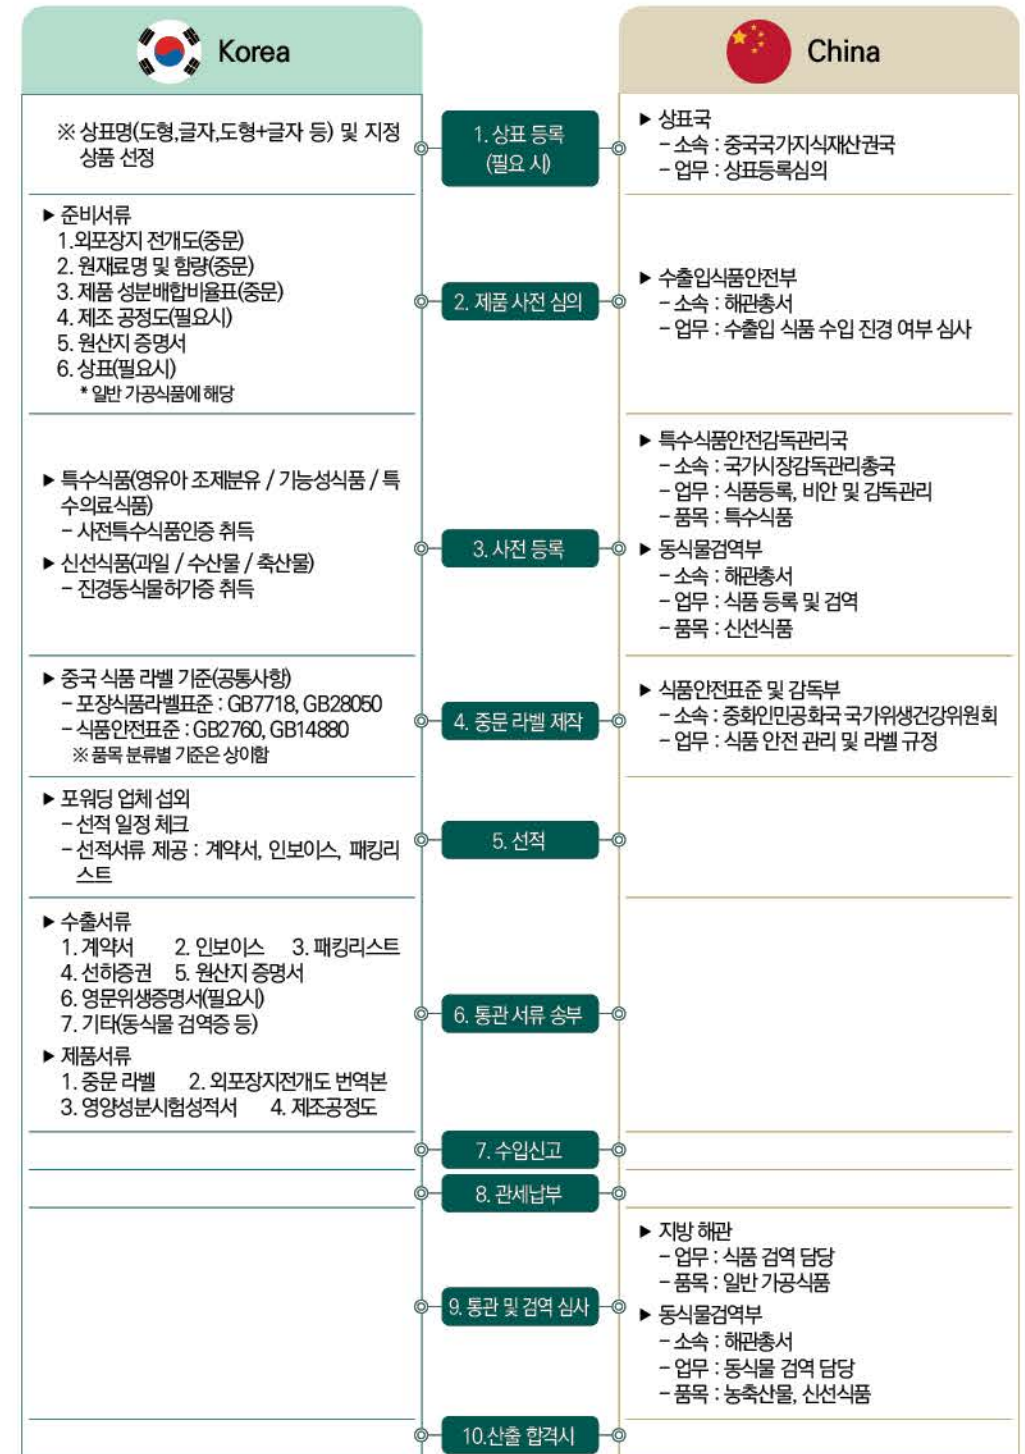 Korea
China
※ 상표명(도형,글자,도형+글자 등) 및 지정
상품 선정
1. 상표 등록
(필요 시)
▶ 상표국
– 소속 : 중국국가지식재산권국
– 업무 : 상표등록심의
▶ 준비서류
1.외포장지 전개도(중문)
2. 원재료명 및 함량(중문)
3. 제품 성분배합비율표(중문)
4. 제조 공정도(필요시)
5. 원산지 증명서
6. 상표(필요시)
* 일반 가공식품에 해당
2. 제품 사전 심의
▶ 수출입식품안전부
– 소속 : 해관총서
– 업무 : 수출입 식품 수입 진경 여부 심사
▶ 특수식품(영유아 조제분유 / 기능성식품 / 특
수의료식품)
– 사전특수식품인증 취득
▶ 신선식품(과일 / 수산물 / 축산물)
– 진경동식물허가증 취득
3. 사전 등록
▶ 특수식품안전감독관리국
– 소속 : 국가시장감독관리총국
– 업무 : 식품등록, 비안 및 감독관리
– 품목 : 특수식품
▶ 동식물검역부
– 소속 : 해관총서
– 업무 : 식품 등록 및 검역
– 품목 : 신선식품
▶ 중국 식품 라벨 기준(공통사항)
– 포장식품라벨표준 : GB7718, GB28050
– 식품안전표준 : GB2760, GB14880
※ 품목 분류별 기준은 상이함
4. 중문 라벨 제작
▶ 식품안전표준 및 감독부
– 소속 : 중화인민공화국 국가위생건강위원회
– 업무 : 식품 안전 관리 및 라벨 규정
▶ 포워딩 업체 섭외
– 선적 일정 체크
– 선적서류 제공 : 계약서, 인보이스, 패킹리
스트
5. 선적
▶ 수출서류
1. 계약서 2. 인보이스 3. 패킹리스트
4. 선하증권 5. 원산지 증명서
6. 영문위생증명서(필요시)
7. 기타(동식물 검역증 등)
▶ 제품서류
1. 중문 라벨 2. 외포장지전개도 번역본
3. 영양성분시험성적서 4. 제조공정도
6. 통관 서류 송부
7. 수입신고
8. 관세납부
9. 통관 및 검역 심사
▶ 지방 해관
– 업무 : 식품 검역 담당
– 품목 : 일반 가공식품
▶ 동식물검역부
– 소속 : 해관총서
– 업무 : 동식물 검역 담당
– 품목 : 농축산물, 신선식품
10.산출 합격시